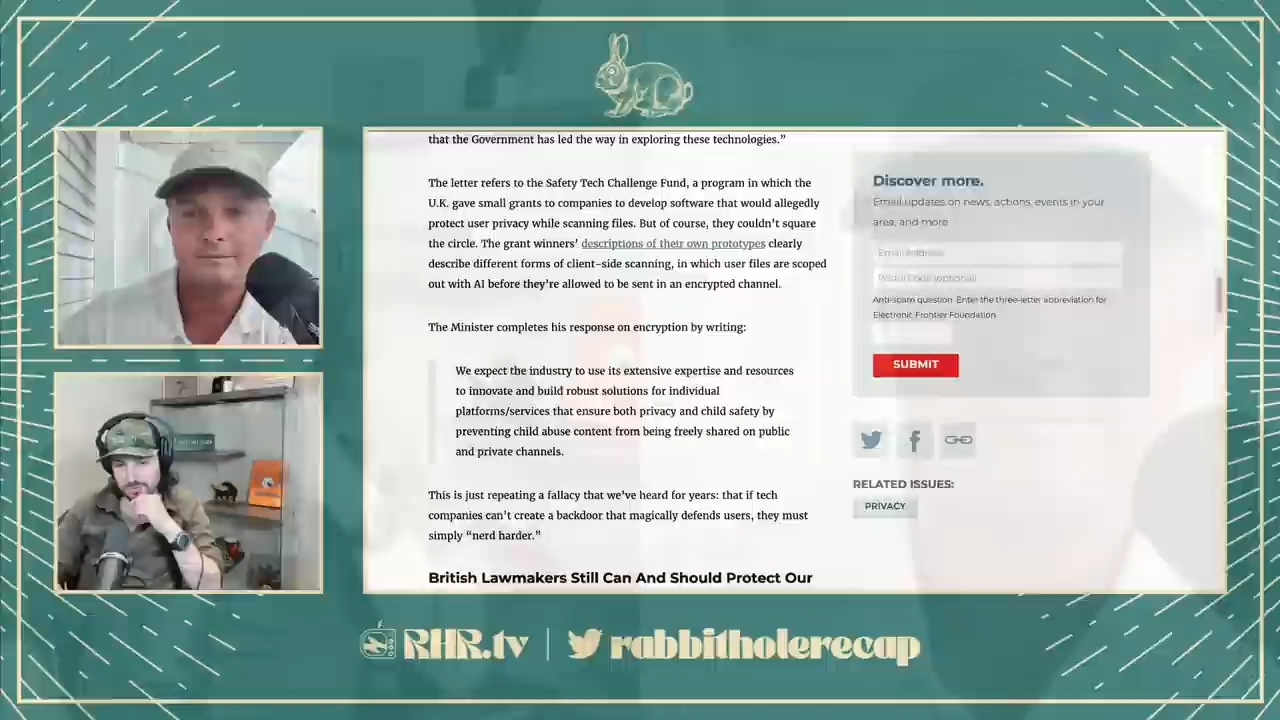 that the Government has led the way in exploring these technologies.”
The letter refers to the Safety Tech Challenge Fund, a program in which the
U.K. gave small grants to companies to develop software that would allegedly
protect user privacy while scanning files. But of course, they couldn't square
the circle. The grant winners’ descriptions of their own prototypes clearly
describe different forms of client-side scanning, in which user files are scoped
out with AI before they’re allowed to be sent in an encrypted channel.
The Minister completes his response on encryption by writing:
We expect the industry to use its extensive expertise and resources
to innovate and build robust solutions for individual
platforms/services that ensure both privacy and child safety by
preventing child abuse content from being freely shared on public
and private channels.
This is just repeating a fallacy that we’ve heard for years: that if tech
companies can’t create a backdoor that magically defends users, they must
simply “nerd harder.”
British Lawmakers Still Can And Should Protect Our
Discover more.
Email updates on news, actions, events in your
area, and more.
Email Address
Postal Code (optional)
Anti-spam question: Enter the three-letter abbreviation for
Electronic Frontier Foundation
SUBMIT
RELATED ISSUES:
PRIVACY
RHR.tv
rabbitholerecap